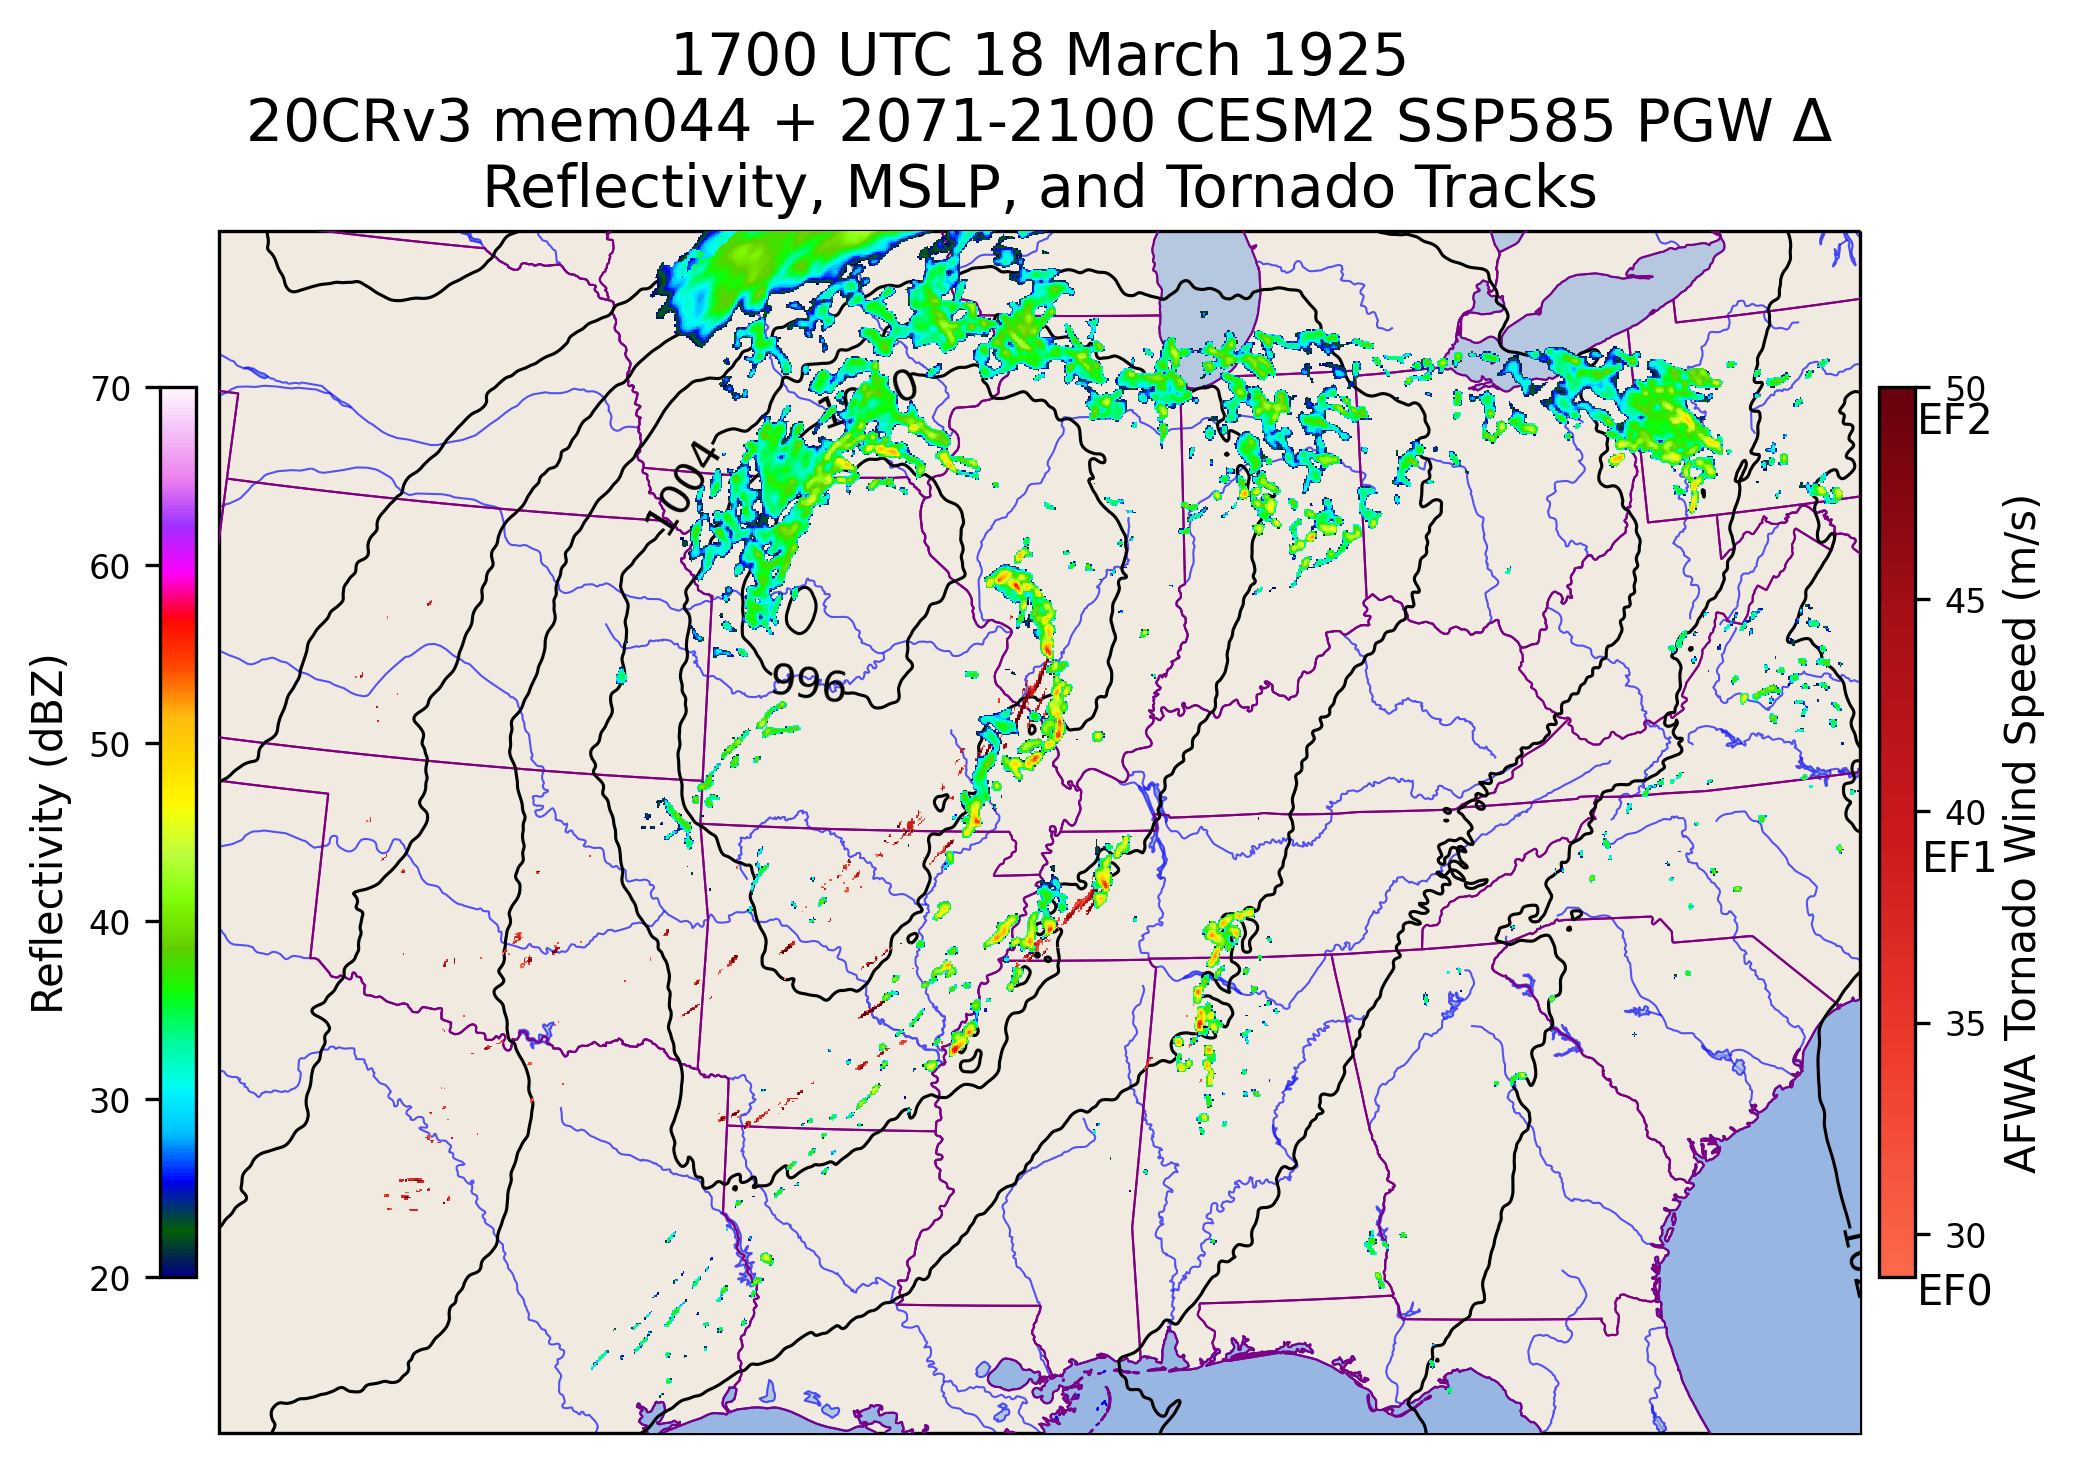 1700 UTC 18 March 1925
20CRv3 mem044 + 2071-2100 CESM2 SSP585 PGW Δ
Reflectivity, MSLP, and Tornado Tracks
Reflectivity (dBZ)
70
60
50
40
30
20
1004
996
50
EF2
45
40
EF1
35
30
EF0
AFWA Tornado Wind Speed (m/s)